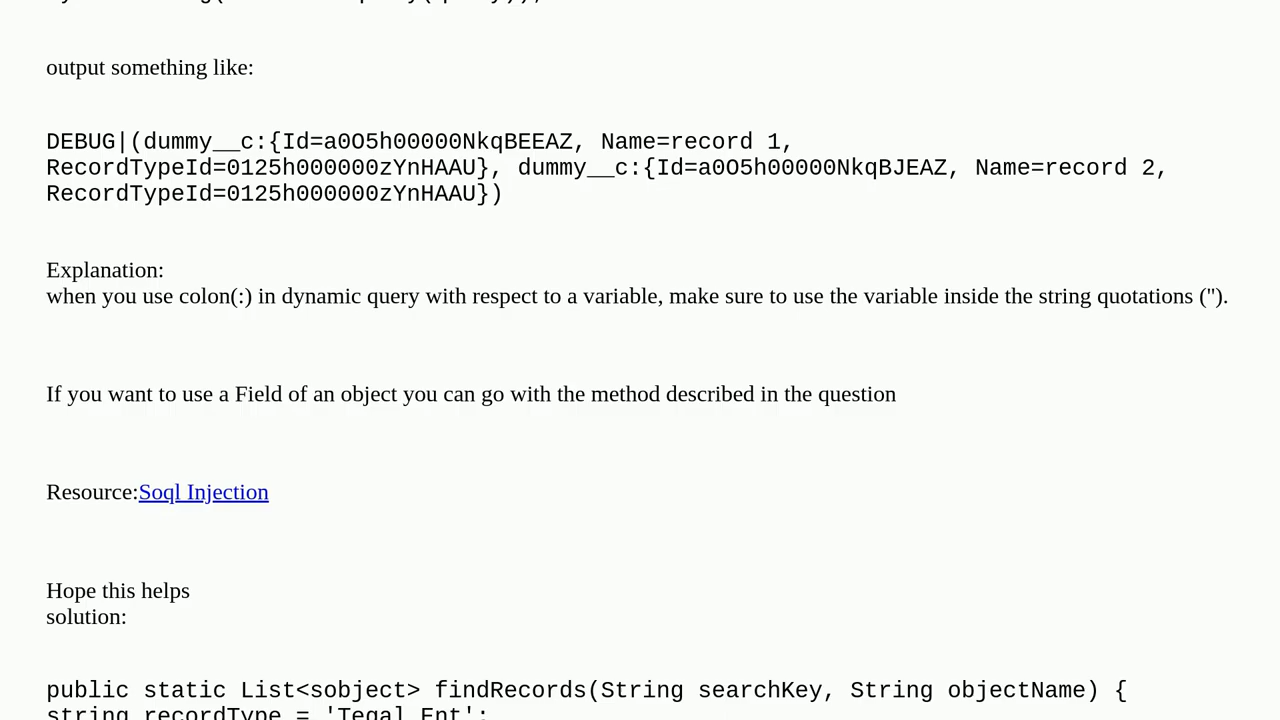 output something like:
DEBUG|(dummy__c:{Id=a0O5h00000NkqBEEAZ, Name=record 1,
RecordTypeId=0125h000000zYnHAAU}, dummy__c:{Id=a0O5h00000NkqBJEAZ, Name=record 2,
RecordTypeId=0125h000000zYnHAAU})
Explanation:
when you use colon(:) in dynamic query with respect to a variable, make sure to use the variable inside the string quotations ('').
If you want to use a Field of an object you can go with the method described in the question
Resource:Soql Injection
Hope this helps
solution:
public static List<sobject> findRecords(String searchKey, String objectName) {
string recordType = 'Tegal Ent';